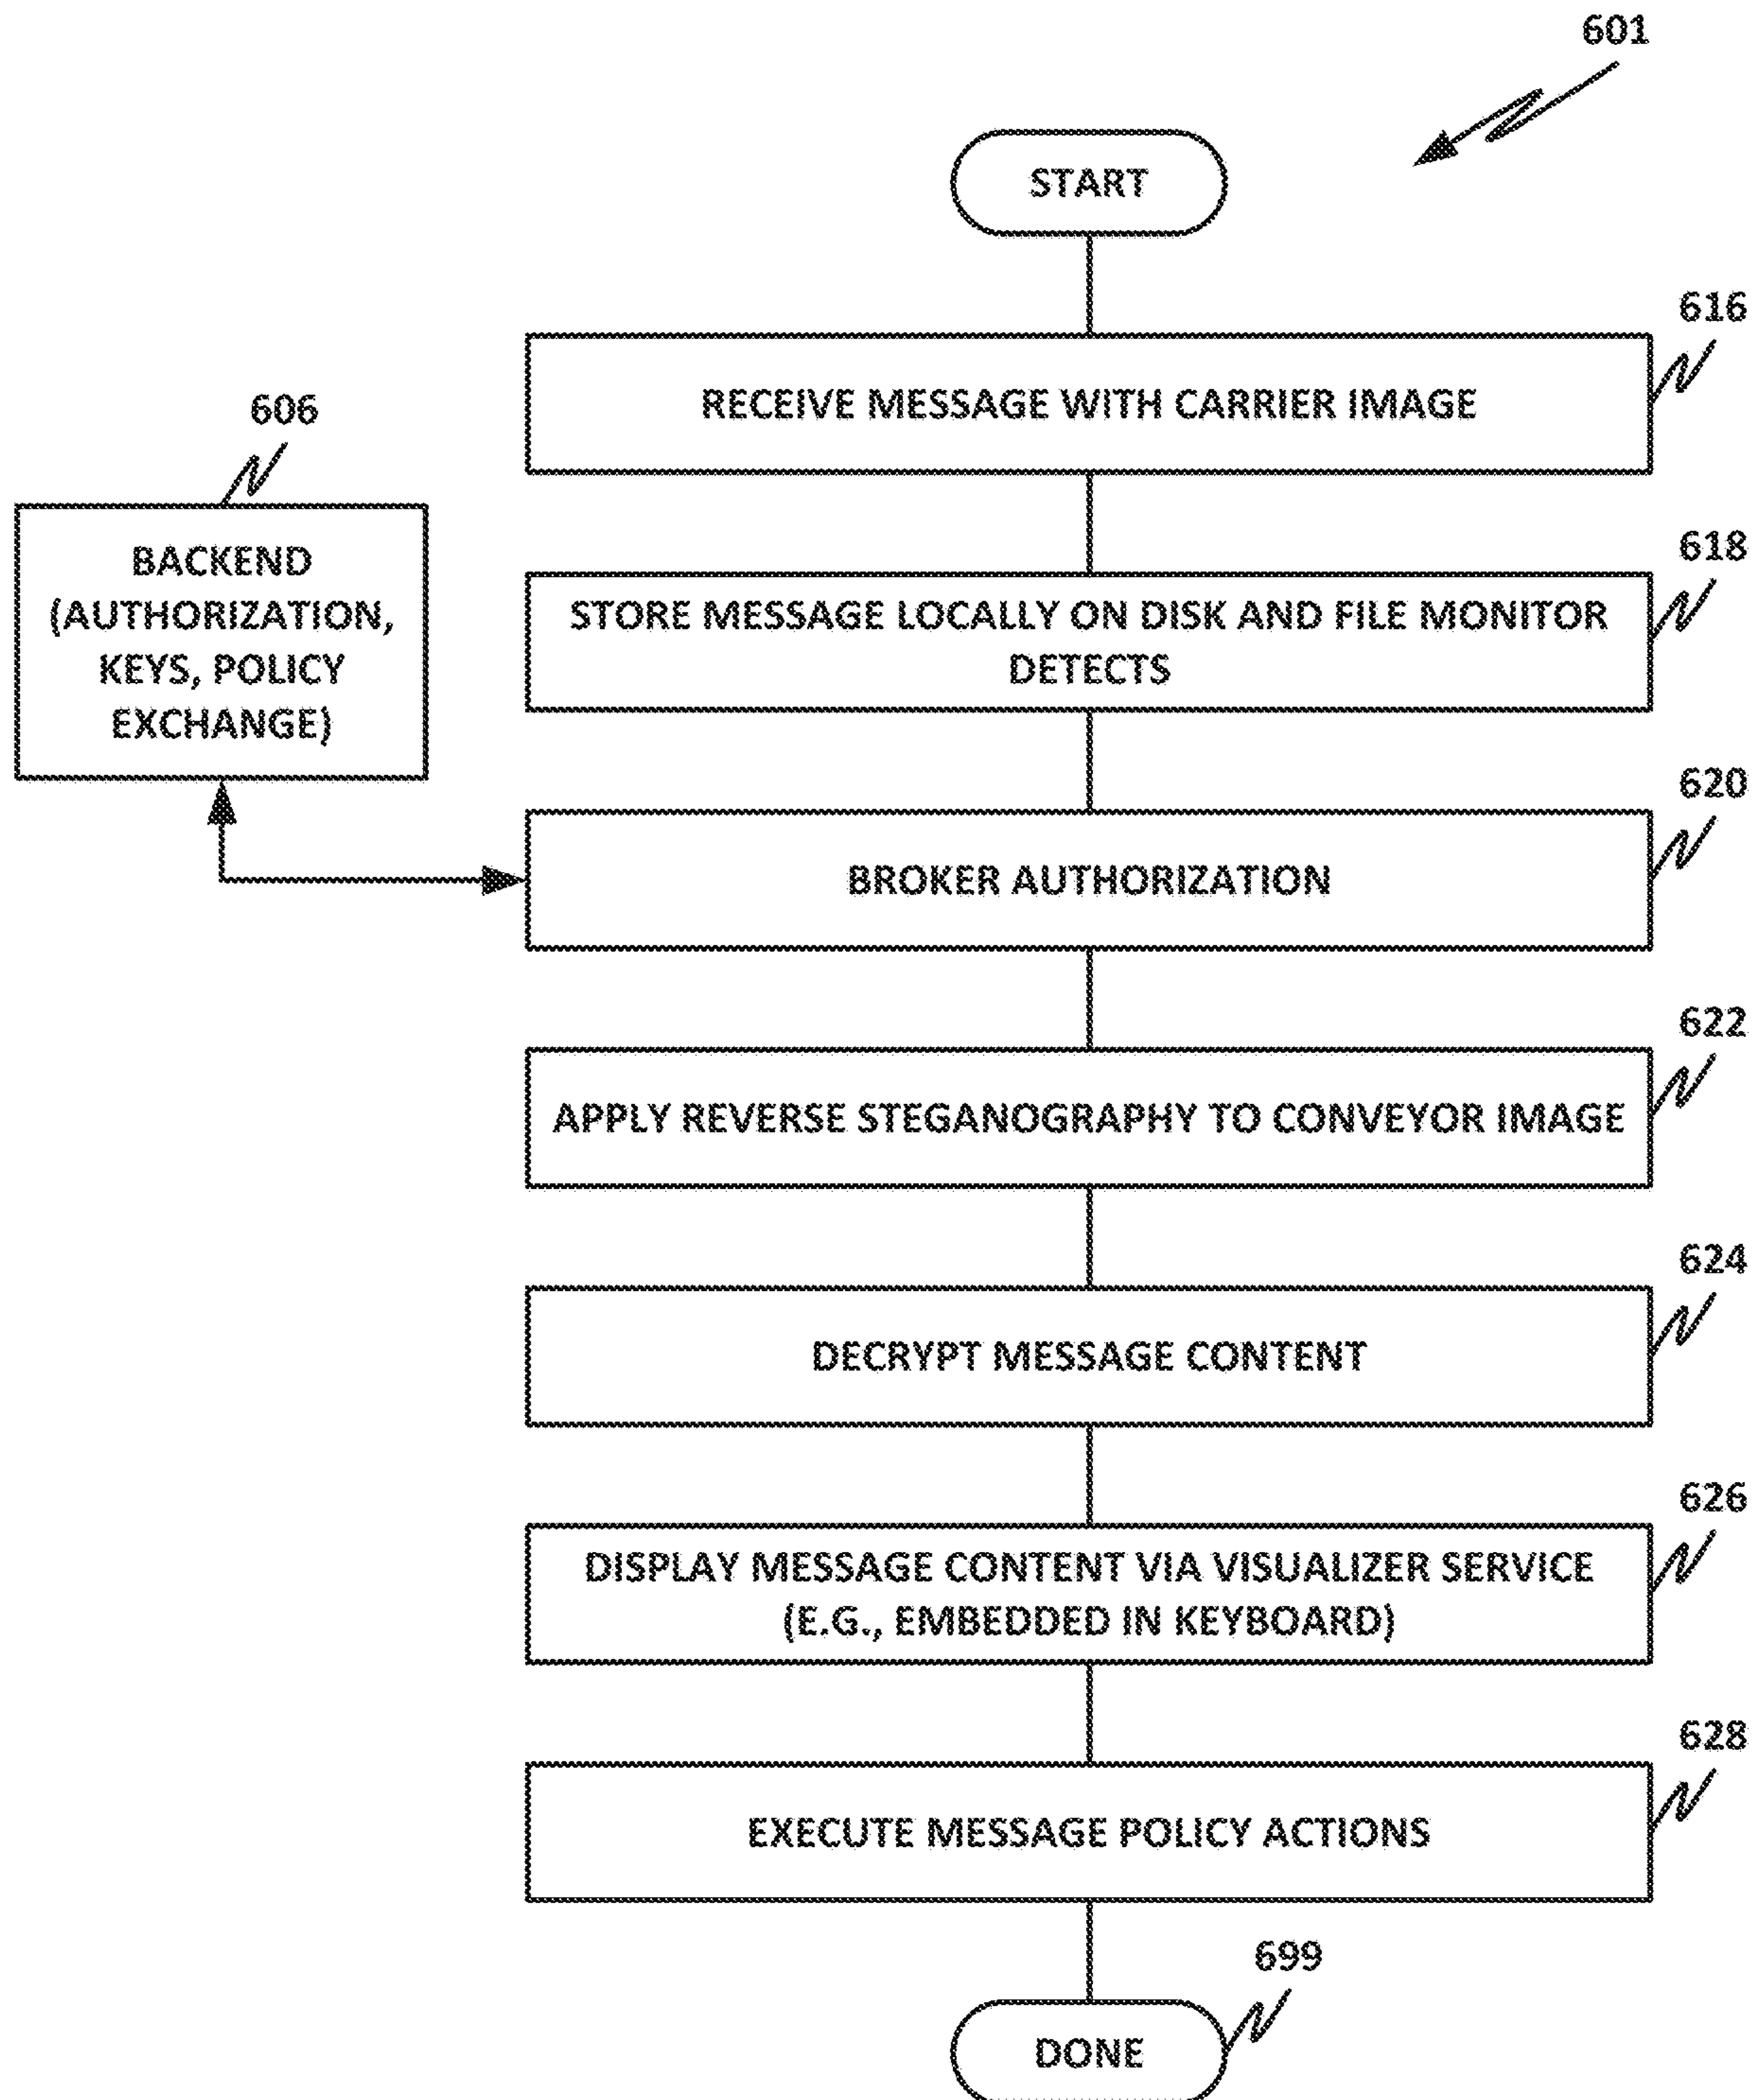 601
START
616
RECEIVE MESSAGE WITH CARRIER IMAGE
606
BACKEND
(AUTHORIZATION,
KEYS, POLICY
EXCHANGE)
618
STORE MESSAGE LOCALLY ON DISK AND FILE MONITOR
DETECTS
620
BROKER AUTHORIZATION
622
APPLY REVERSE STEGANOGRAPHY TO CONVEYOR IMAGE
624
DECRYPT MESSAGE CONTENT
626
DISPLAY MESSAGE CONTENT VIA VISUALIZER SERVICE
(E.G., EMBEDDED IN KEYBOARD)
628
EXECUTE MESSAGE POLICY ACTIONS
699
DONE